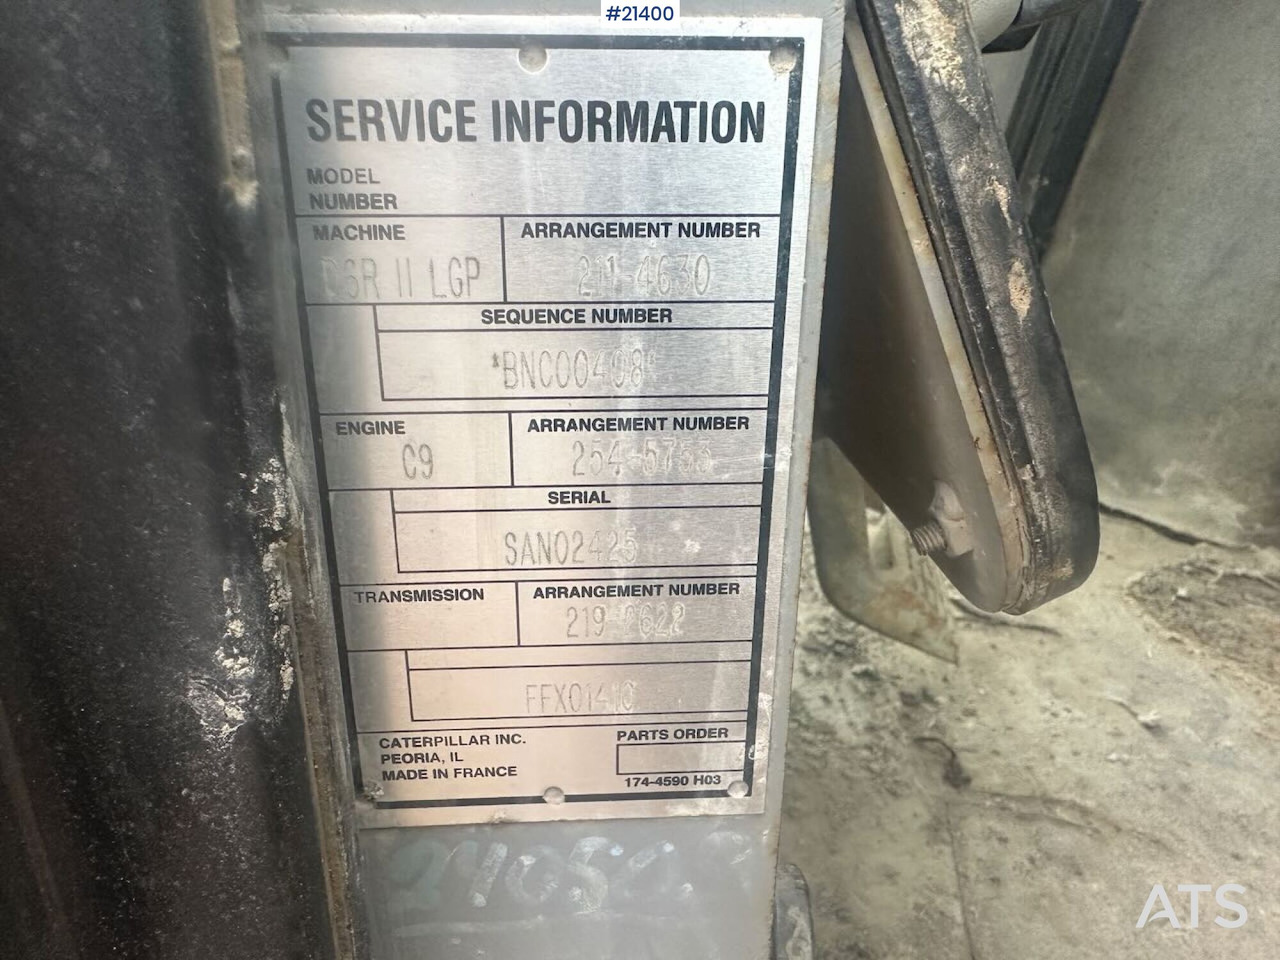 #21400
SERVICE INFORMATION
MODEL
NUMBER
MACHINE ARRANGEMENT NUMBER
D6R II LGP 211-4630
SEQUENCE NUMBER
*BNC00408*
ENGINE ARRANGEMENT NUMBER
C9
SERIAL
SAN02425
TRANSMISSION ARRANGEMENT NUMBER
219-2622
CATERPILLAR INC. PARTS ORDER
PEORIA, IL
MADE IN FRANCE 174-4590 H03
ATS